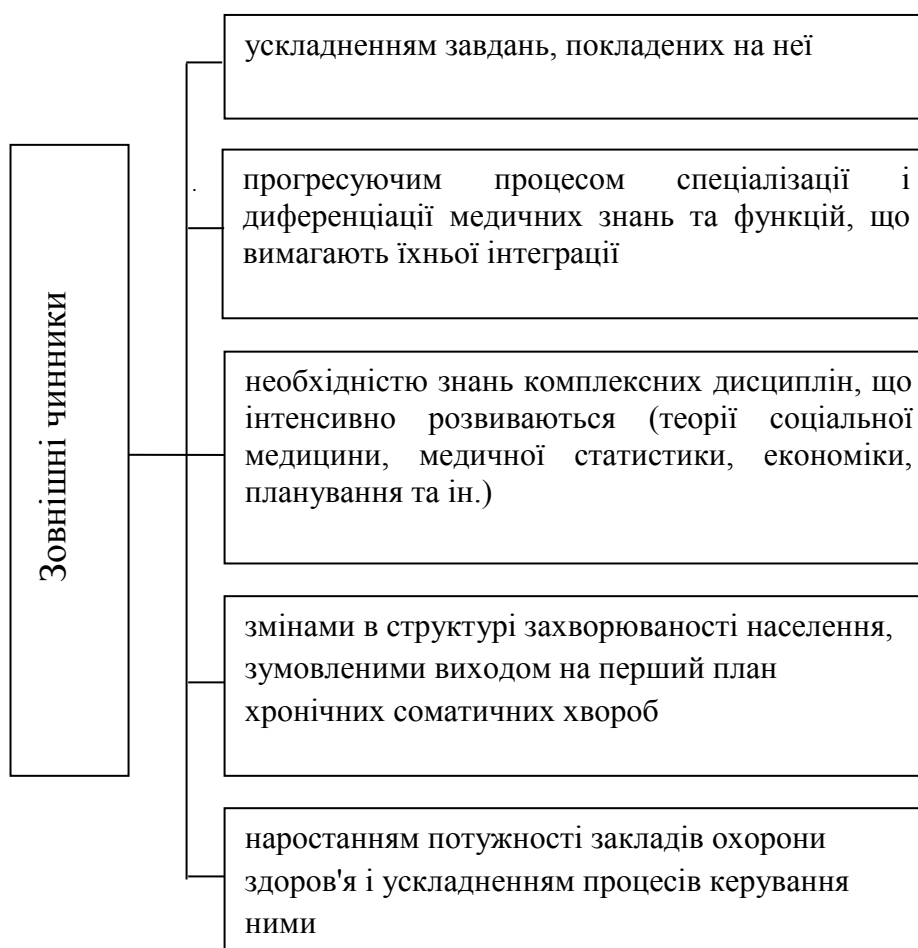 ускладненням завдань, покладених на неї
прогресуючим процесом спеціалізації і
диференціації медичних знань та функцій, що
вимагають їхньої інтеграції
Зовнішні чинники
необхідністю знань комплексних дисциплін, що
інтенсивно розвиваються (теорії соціальної
медицини, медичної статистики, економіки,
планування та ін.)
змінами в структурі захворюваності населення,
зумовленими виходом на перший план
хронічних соматичних хвороб
наростанням потужності закладів охорони
здоров'я і ускладненням процесів керування
ними